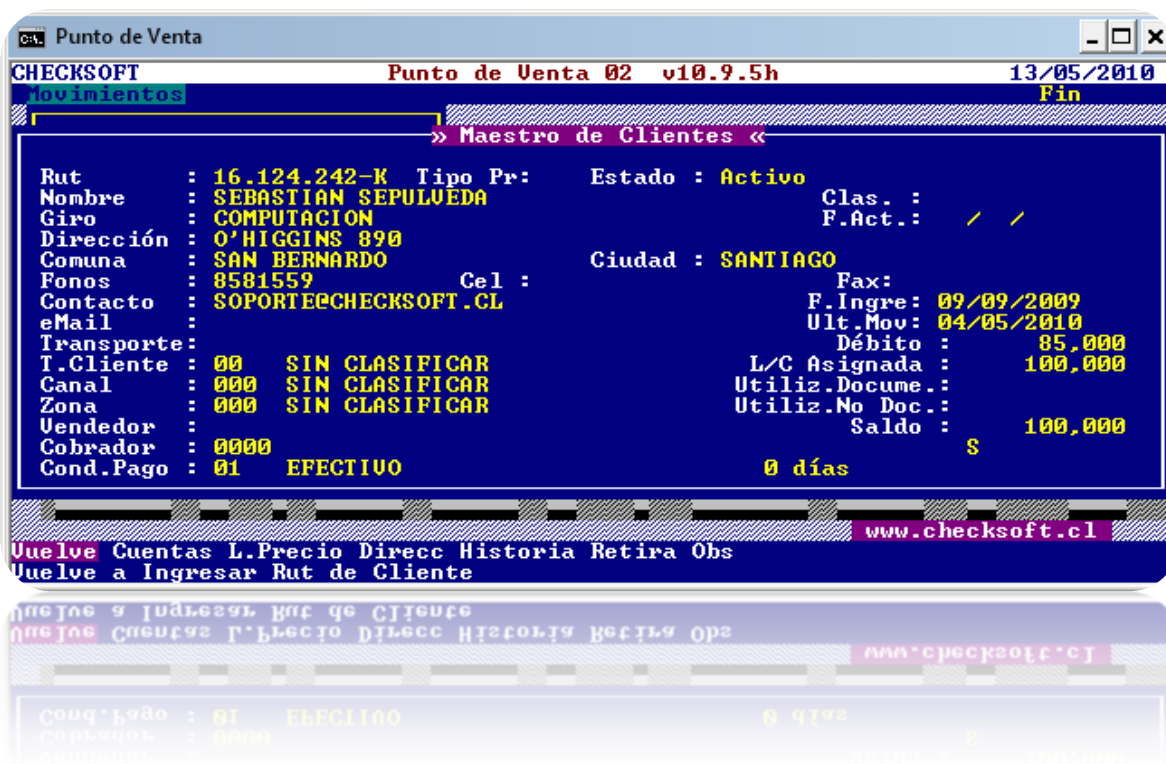 Punto de Venta
CHECKSOFT Punto de Venta 02 v10.9.5h 13/05/2010
Movimientos Fin
» Maestro de Clientes «
Rut : 16.124.242-K Tipo Pr: Estado : Activo
Nombre : SEBASTIAN SEPULVEDA Clas. :
Giro : COMPUTACION F.Act.: / /
Dirección : O'HIGGINS 890
Comuna : SAN BERNARDO Ciudad : SANTIAGO
Fonos : 8581559 Cel : Fax:
Contacto : SOPORTE@CHECKSOFT.CL F.Ingre: 09/09/2009
eMail : Ult.Mov: 04/05/2010
Transporte: Débito : 85,000
T.Cliente : 00 SIN CLASIFICAR L/C Asignada : 100,000
Canal : 000 SIN CLASIFICAR Utiliz.Docume.:
Zona : 000 SIN CLASIFICAR Utiliz.No Doc.:
Vendedor : Saldo : 100,000
Cobrador : 0000 S
Cond.Pago : 01 EFECTIVO 0 días
www.checksoft.cl
Vuelve Cuentas L.Precio Direcc Historia Retira Obs
Vuelve a Ingresar Rut de Cliente